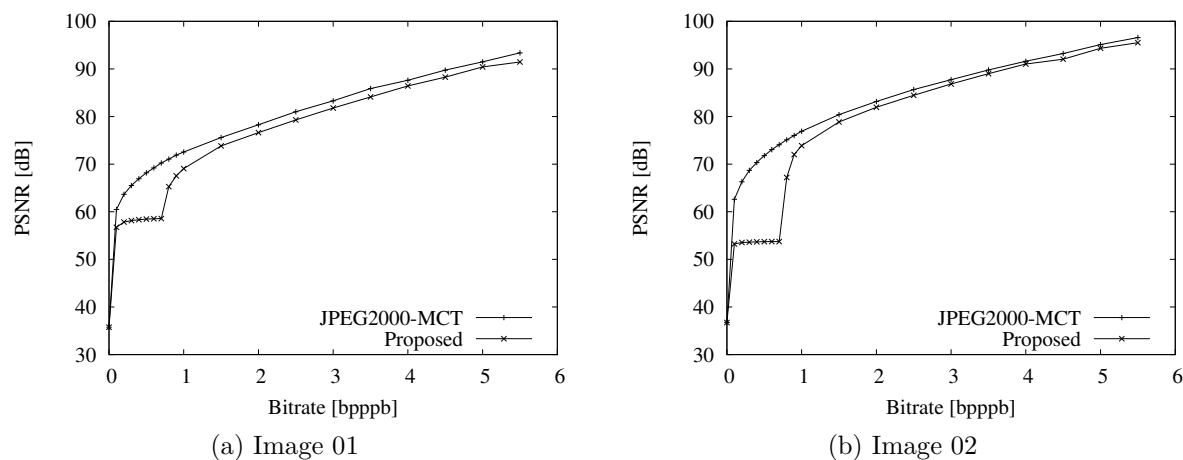 100
90
80
70
60
50
40
30
PSNR [dB]
JPEG2000-MCT
Proposed
0 1 2 3 4 5 6
Bitrate [bpppb]
(a) Image 01
100
90
80
70
60
50
40
30
PSNR [dB]
JPEG2000-MCT
Proposed
0 1 2 3 4 5 6
Bitrate [bpppb]
(b) Image 02